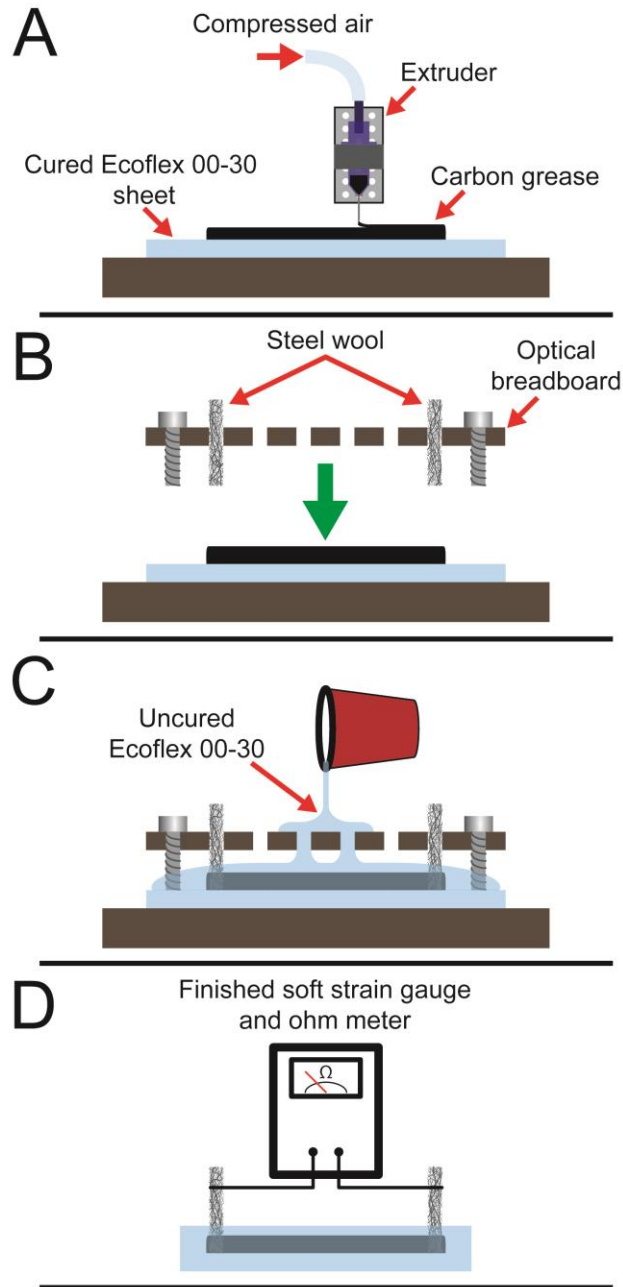 A
Compressed air
Extruder
Cured Ecoflex 00-30
sheet
Carbon grease
B
Steel wool
Optical
breadboard
C
Uncured
Ecoflex 00-30
D
Finished soft strain gauge
and ohm meter
Ω